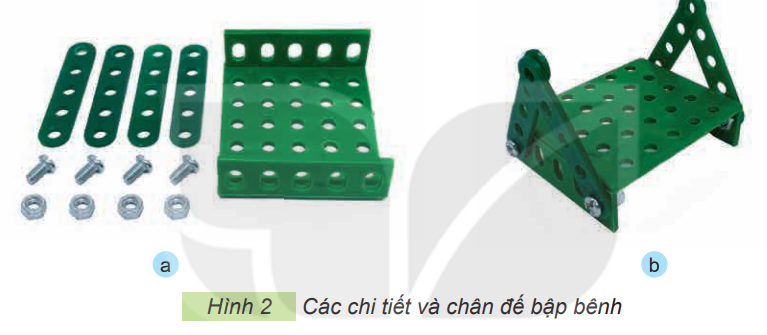 a
b
Hình 2 Các chi tiết và chân đế bập bênh